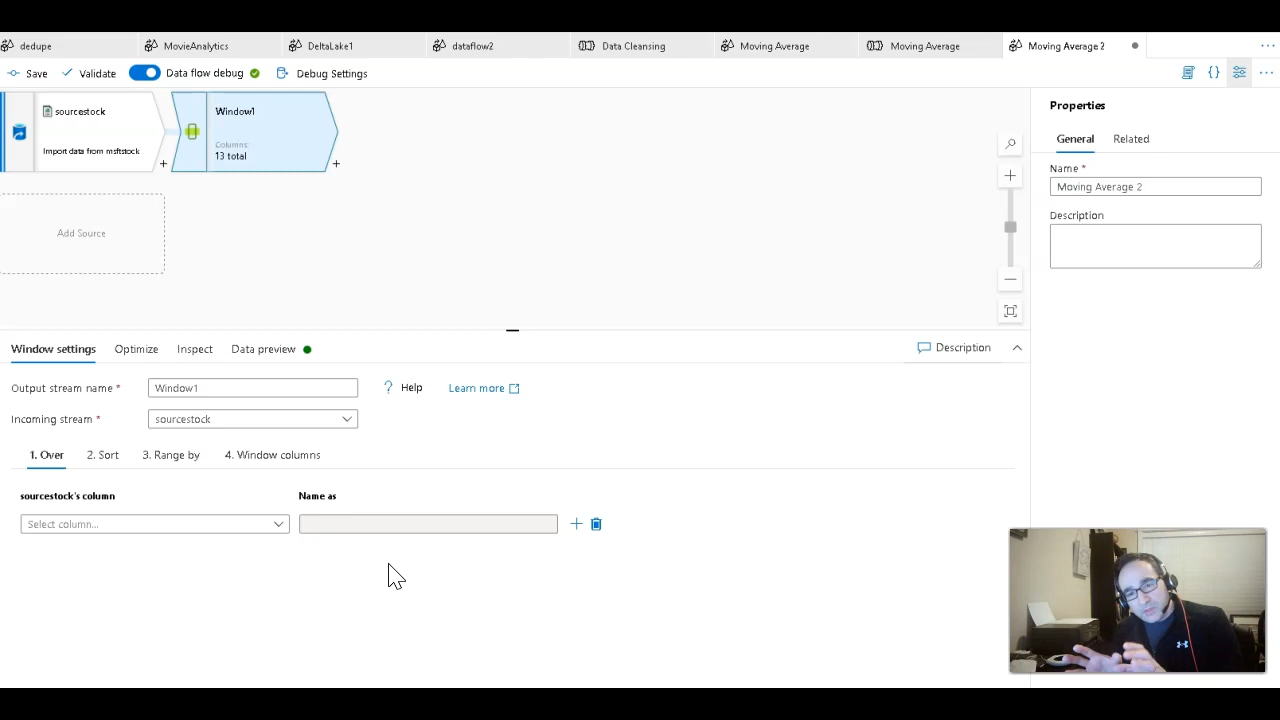 dedupe
MovieAnalytics
DeltaLake1
dataflow2
Data Cleansing
Moving Average
Moving Average
Moving Average 2
Save
Validate
Data flow debug
Debug Settings
sourcestock
Import data from msftstock
Window1
Columns:
13 total
Add Source
Properties
General
Related
Name *
Moving Average 2
Description
Window settings
Optimize
Inspect
Data preview
Description
Output stream name *
Window1
Help
Learn more
Incoming stream *
sourcestock
1. Over
2. Sort
3. Range by
4. Window columns
sourcestock's column
Name as
Select column...